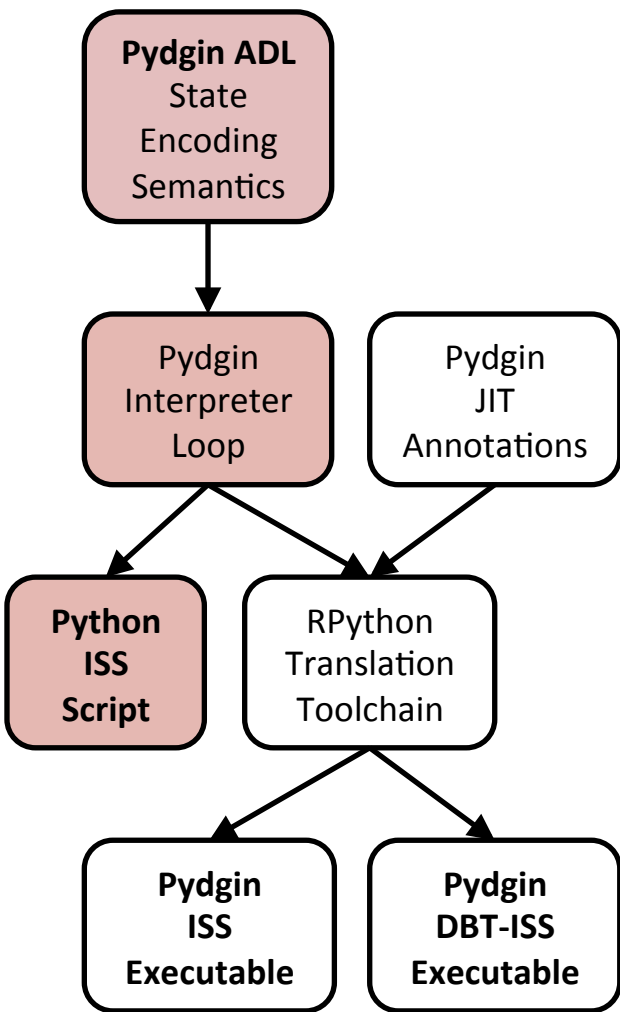 Pydgin ADL
State
Encoding
Semantics
Pydgin
Interpreter
Loop
Pydgin
JIT
Annotations
Python
ISS
Script
RPython
Translation
Toolchain
Pydgin
ISS
Executable
Pydgin
DBT-ISS
Executable